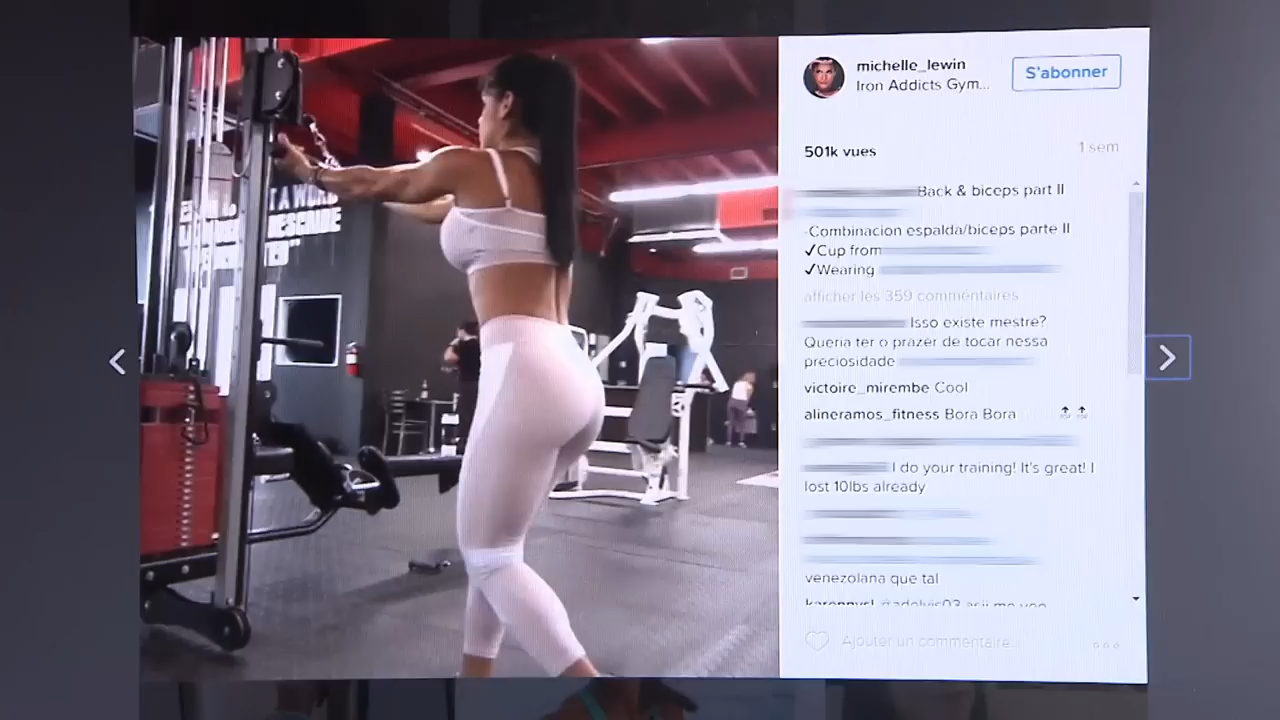 michelle_lewin
Iron Addicts Gym...
S'abonner
501k vues
1 sem
Back & biceps part II
-Combinacion espalda/biceps parte II
✓Cup from
✓Wearing
afficher les 359 commentaires
Isso existe mestre?
Queria ter o prazer de tocar nessa
preciosidade
victoire_mirembe Cool
alineramos_fitness Bora Bora
I do your training! It's great! I
lost 10lbs already
venezolana que tal
Ajouter un commentaire...